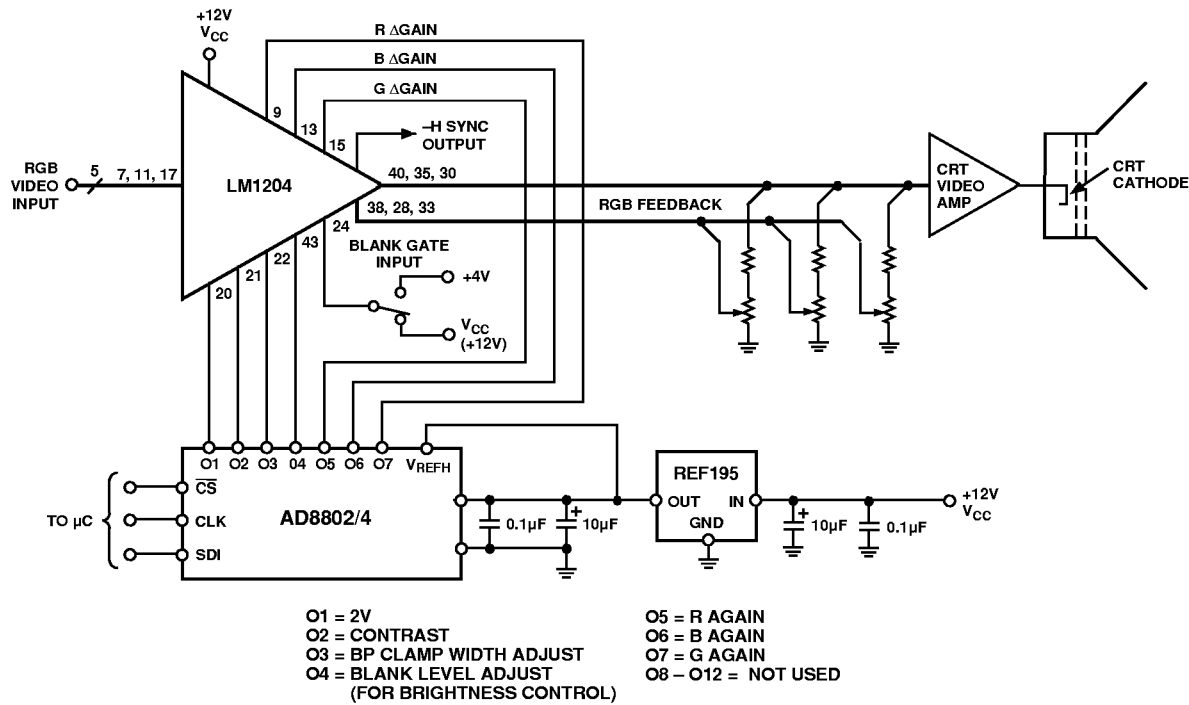 +12V
VCC
R ΔGAIN
B ΔGAIN
G ΔGAIN
9
13
15
–H SYNC
OUTPUT
RGB
VIDEO
INPUT
5
7, 11, 17
LM1204
40, 35, 30
38, 28, 33
RGB FEEDBACK
CRT
VIDEO
AMP
CRT
CATHODE
24
43
22
21
20
BLANK GATE
INPUT
+4V
VCC
(+12V)
O1 O2 O3 04 O5 O6 O7 VREFH
TO µC
CS
CLK
SDI
AD8802/4
0.1µF
10µF
+
REF195
OUT
IN
GND
+
10µF
0.1µF
+12V
VCC
O1 = 2V
O2 = CONTRAST
O3 = BP CLAMP WIDTH ADJUST
O4 = BLANK LEVEL ADJUST
(FOR BRIGHTNESS CONTROL)
O5 = R AGAIN
O6 = B AGAIN
O7 = G AGAIN
O8 – O12 = NOT USED